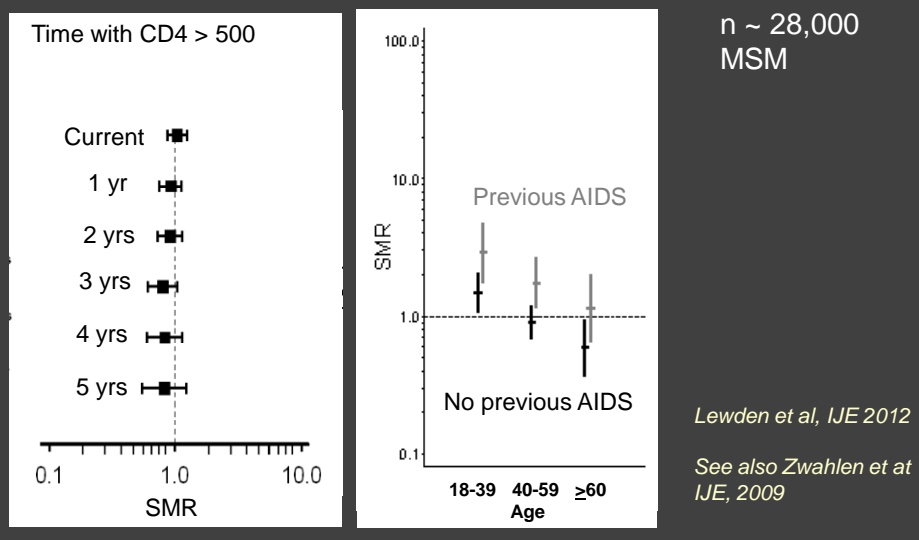 Time with CD4 > 500
Current
1 yr
2 yrs
3 yrs
4 yrs
5 yrs
0.1 1.0 10.0
SMR
100.0
10.0
1.0
0.1
SMR
Previous AIDS
No previous AIDS
18-39 40-59 ≥60
Age
n ~ 28,000
MSM
Lewden et al, IJE 2012
See also Zwahlen et at
IJE, 2009